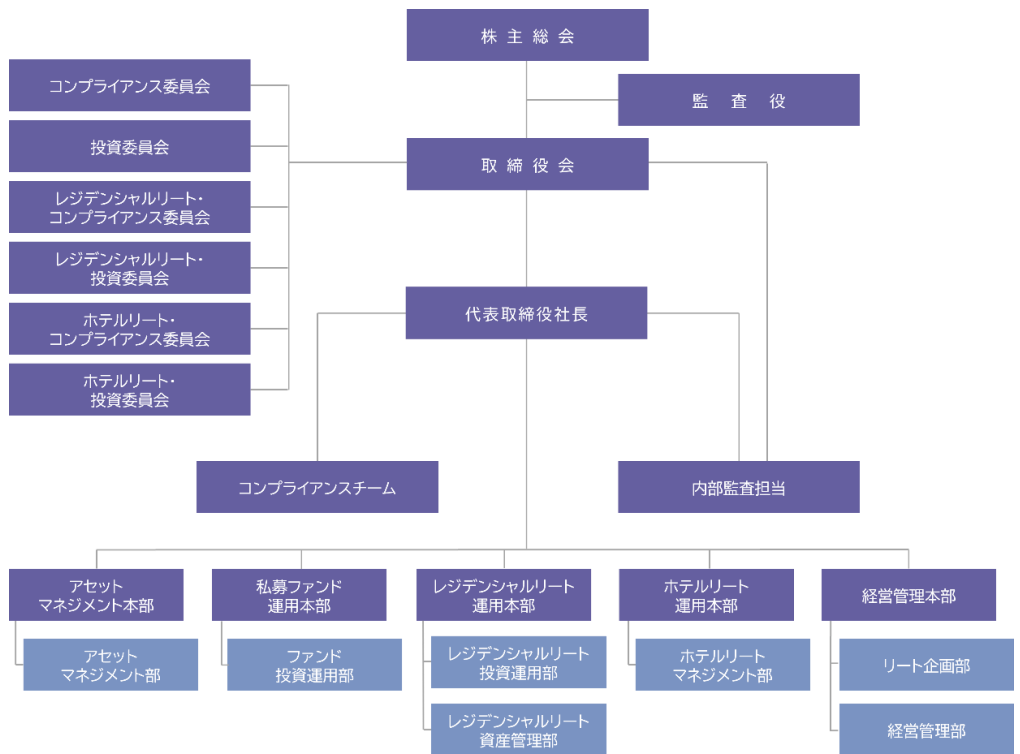 株主総会
監査役
取締役会
コンプライアンス委員会
投資委員会
レジデンシャルリート・
コンプライアンス委員会
レジデンシャルリート・
投資委員会
ホテルリート・
コンプライアンス委員会
ホテルリート・
投資委員会
代表取締役社長
コンプライアンスチーム
内部監査担当
アセット
マネジメント本部
アセット
マネジメント部
私募ファンド
運用本部
ファンド
投資運用部
レジデンシャルリート
運用本部
レジデンシャルリート
投資運用部
レジデンシャルリート
資産管理部
ホテルリート
運用本部
ホテルリート
マネジメント部
経営管理本部
リート企画部
経営管理部